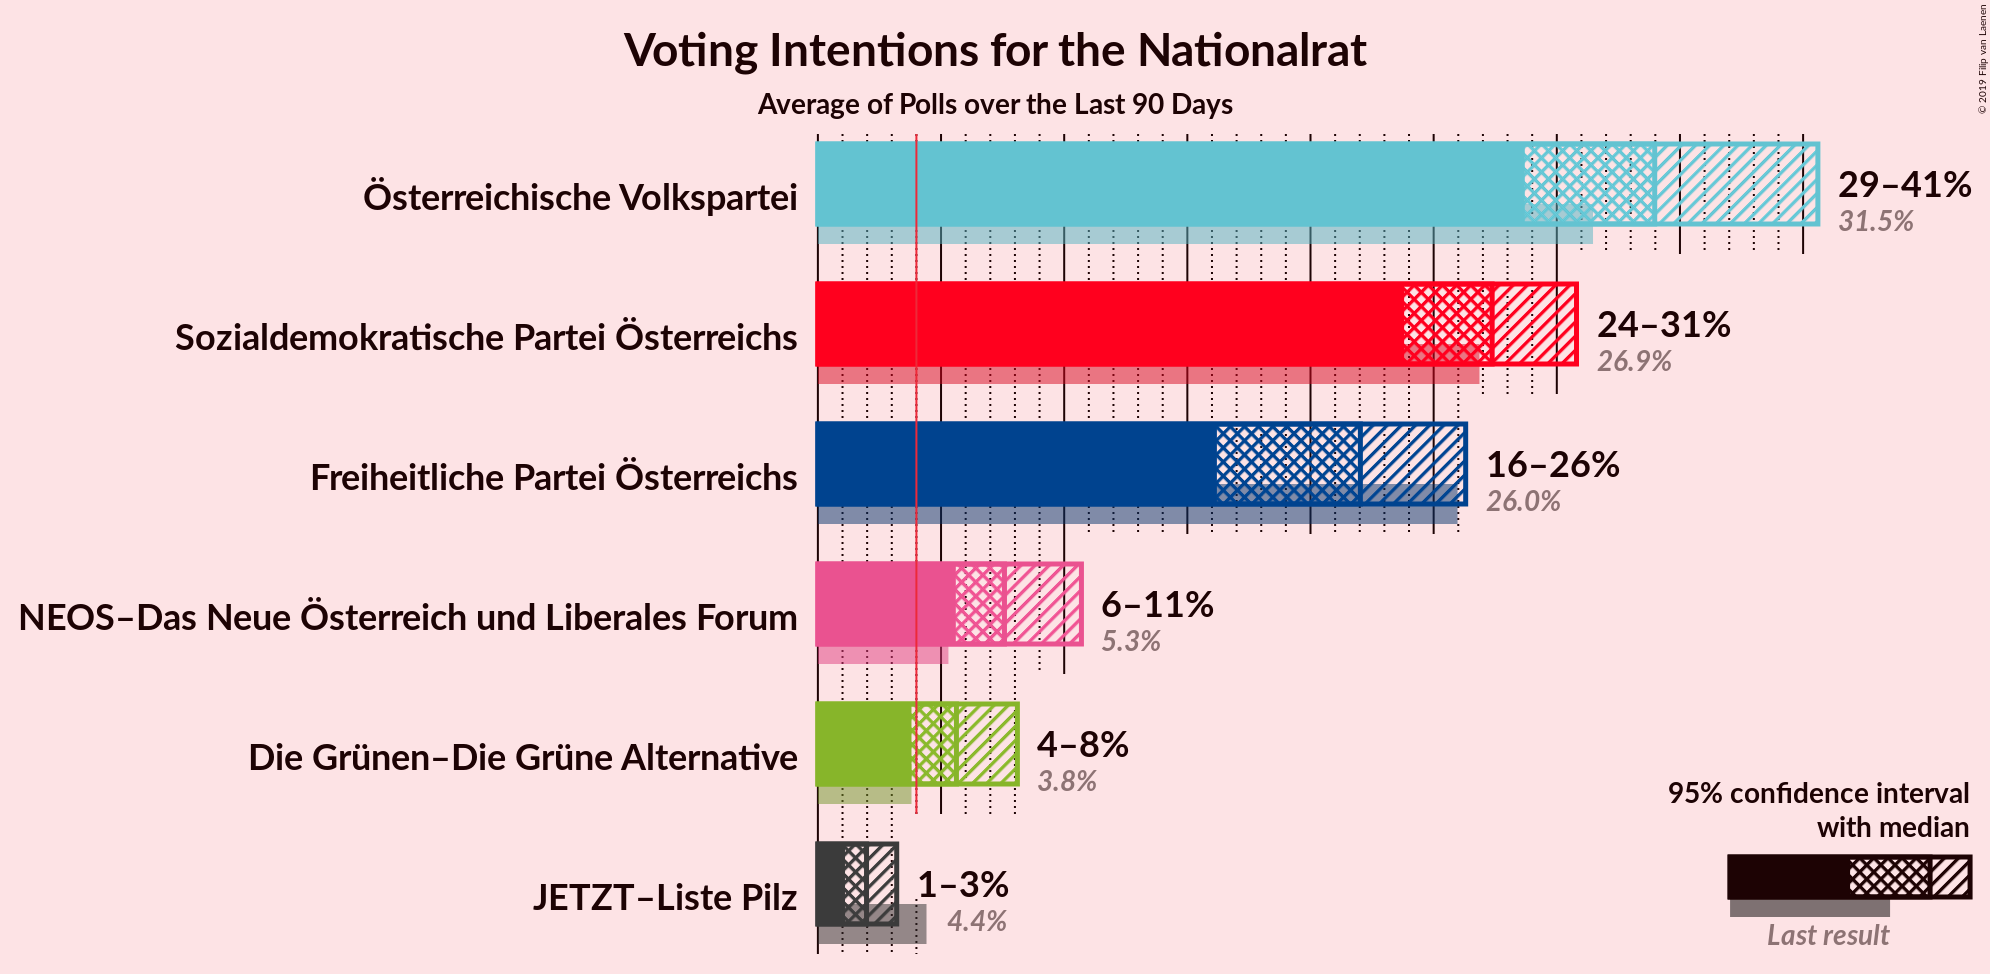 Voting Intentions for the Nationalrat
Average of Polls over the Last 90 Days
© 2019 Filip van Laenen
Österreichische Volkspartei
29–41%
31.5%
Sozialdemokratische Partei Österreichs
24–31%
26.9%
Freiheitliche Partei Österreichs
16–26%
26.0%
NEOS–Das Neue Österreich und Liberales Forum
6–11%
5.3%
Die Grünen–Die Grüne Alternative
4–8%
3.8%
JETZT–Liste Pilz
1–3%
4.4%
95% confidence interval
with median
Last result